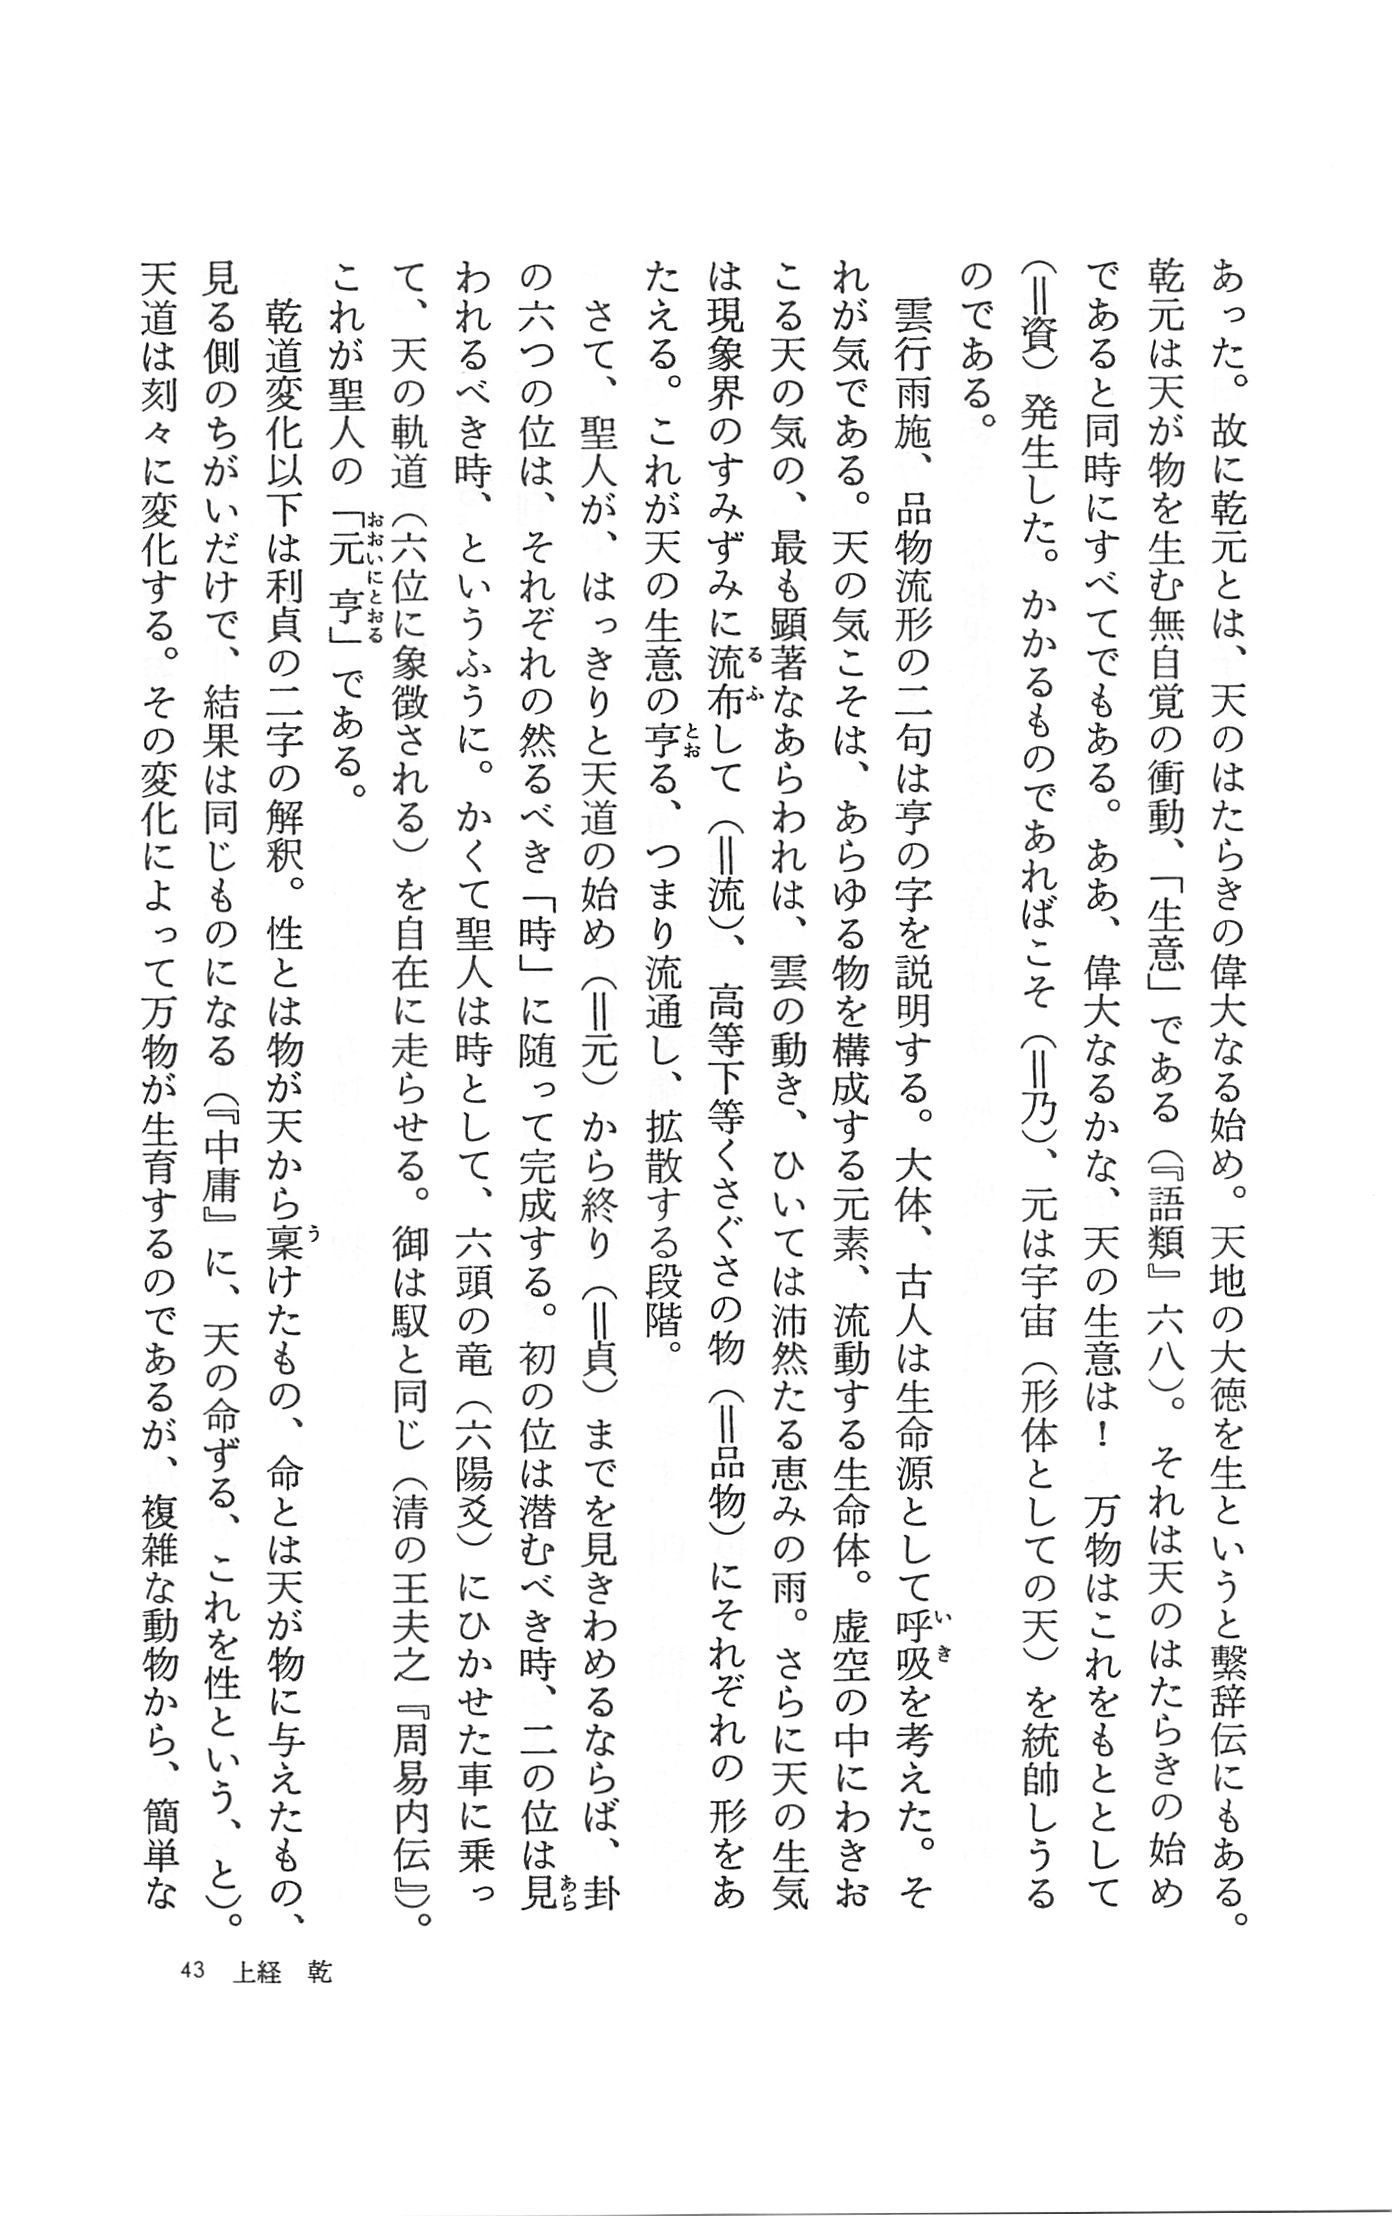 あった。故に乾元とは、天のはたらきの偉大なる始め。天地の大徳を生というと繫辞伝にもある。
乾元は天が物を生む無自覚の衝動、「生意」である（『語類』六八）。それは天のはたらきの始め
であると同時にすべてでもある。ああ、偉大なるかな、天の生意は！　万物はこれをもととして
（＝資）発生した。かかるものであればこそ（＝乃）、元は宇宙（形体としての天）を統帥しうる
のである。
　雲行雨施、品物流形の二句は亨の字を説明する。大体、古人は生命源として呼吸（いき）を考えた。そ
れが気である。天の気こそは、あらゆる物を構成する元素、流動する生命体。虚空の中にわきお
こる天の気の、最も顕著なあらわれは、雲の動き、ひいては沛然たる恵みの雨。さらに天の生気
は現象界のすみずみに流布（るふ）して（＝流）、高等下等くさぐさの物（＝品物）にそれぞれの形をあ
たえる。これが天の生意の亨（とお）る、つまり流通し、拡散する段階。
　さて、聖人が、はっきりと天道の始め（＝元）から終り（＝貞）までを見きわめるならば、卦
の六つの位は、それぞれの然るべき「時」に随って完成する。初の位は潜むべき時、二の位は見（あら）
われるべき時、というふうに。かくて聖人は時として、六頭の竜（六陽爻）にひかせた車に乗っ
て、天の軌道（六位に象徴される）を自在に走らせる。御は馭と同じ（清の王夫之『周易内伝』）。
これが聖人の「元亨（おおいにとおる）」である。
　乾道変化以下は利貞の二字の解釈。性とは物が天から稟（う）けたもの、命とは天が物に与えたもの、
見る側のちがいだけで、結果は同じものになる（『中庸』に、天の命ずる、これを性という、と）。
天道は刻々に変化する。その変化によって万物が生育するのであるが、複雑な動物から、簡単な
43　上経　乾